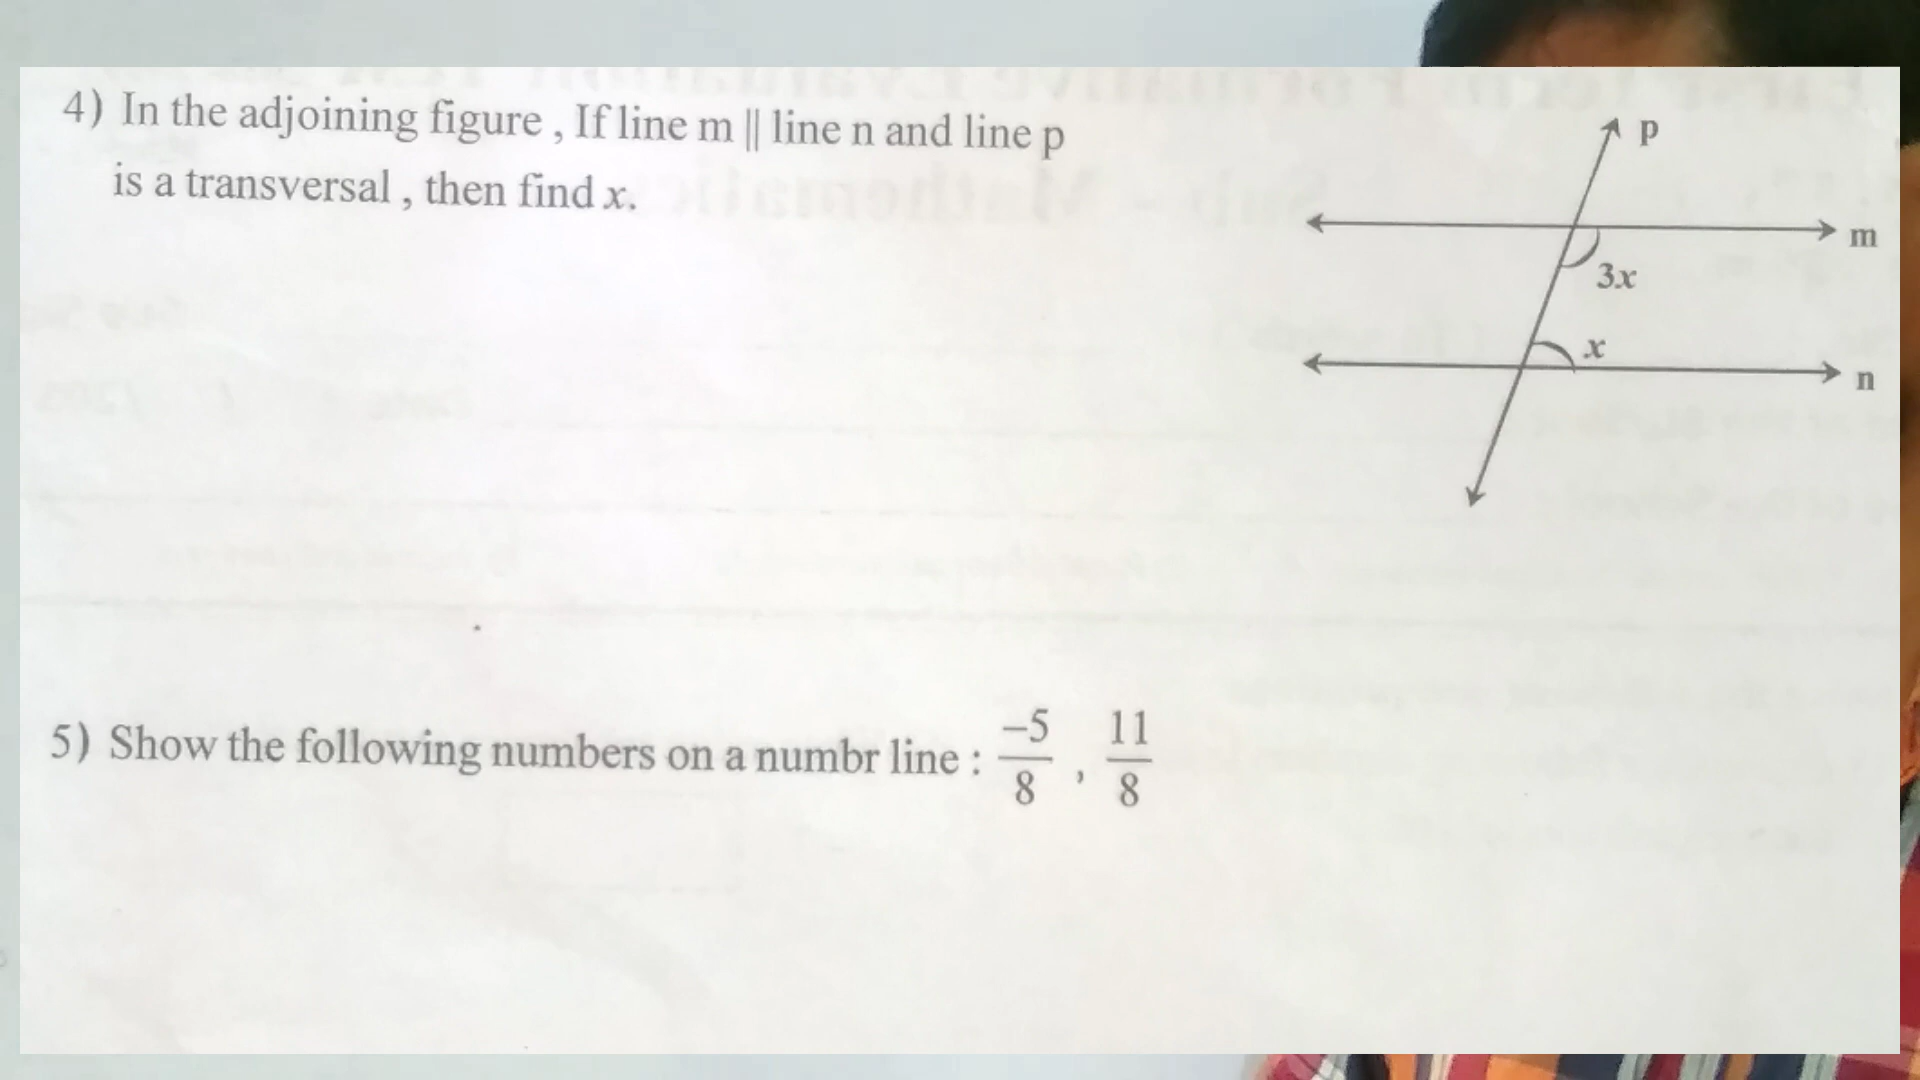 4) In the adjoining figure , If line m || line n and line p
is a transversal , then find x.
p
m
3x
x
n
5) Show the following numbers on a numbr line : −5/8 , 11/8